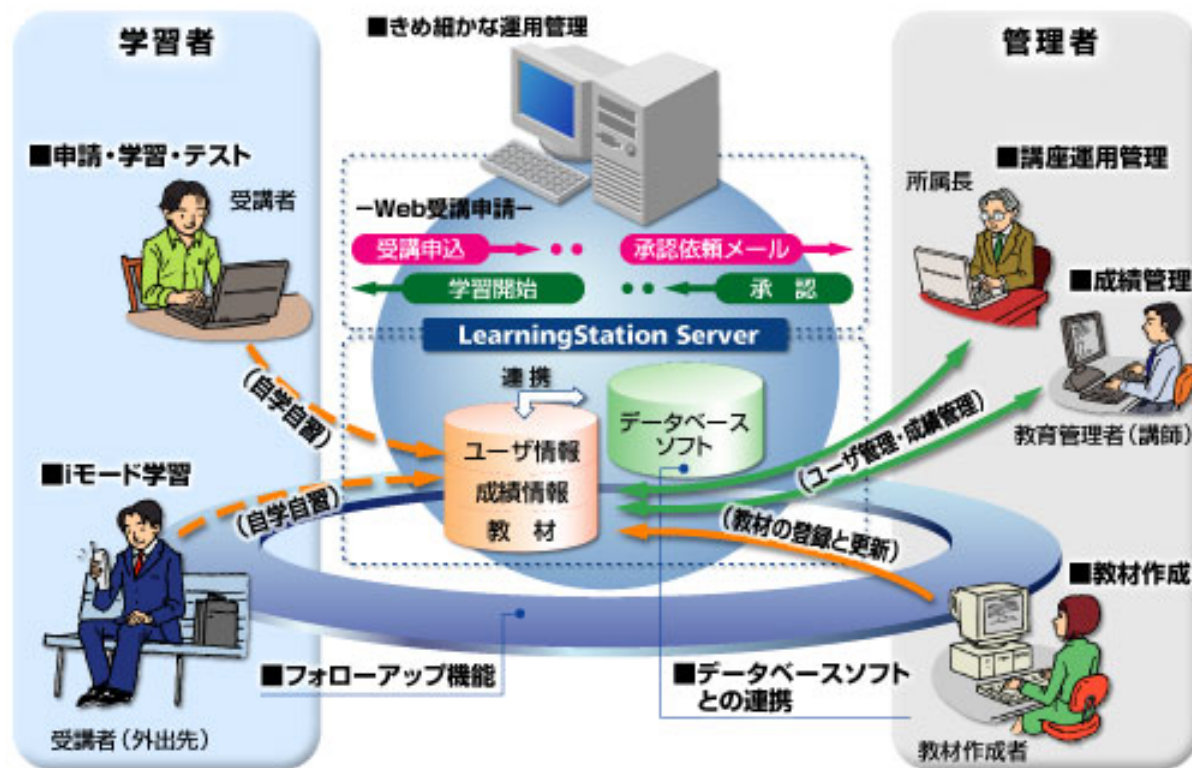 学習者
■きめ細かな運用管理
管理者
■申請・学習・テスト
受講者
■講座運用管理
所属長
−Web受講申請−
受講申込
承認依頼メール
学習開始
承 認
■成績管理
LearningStation Server
連 携
データベース
ソフト
ユーザ情報
成績情報
教 材
(自学自習)
教育管理者(講師)
(ユーザ管理・成績管理)
■iモード学習
(自学自習)
(教材の登録と更新)
■教材作成
■フォローアップ機能
■データベースソフト
との連携
受講者(外出先)
教材作成者